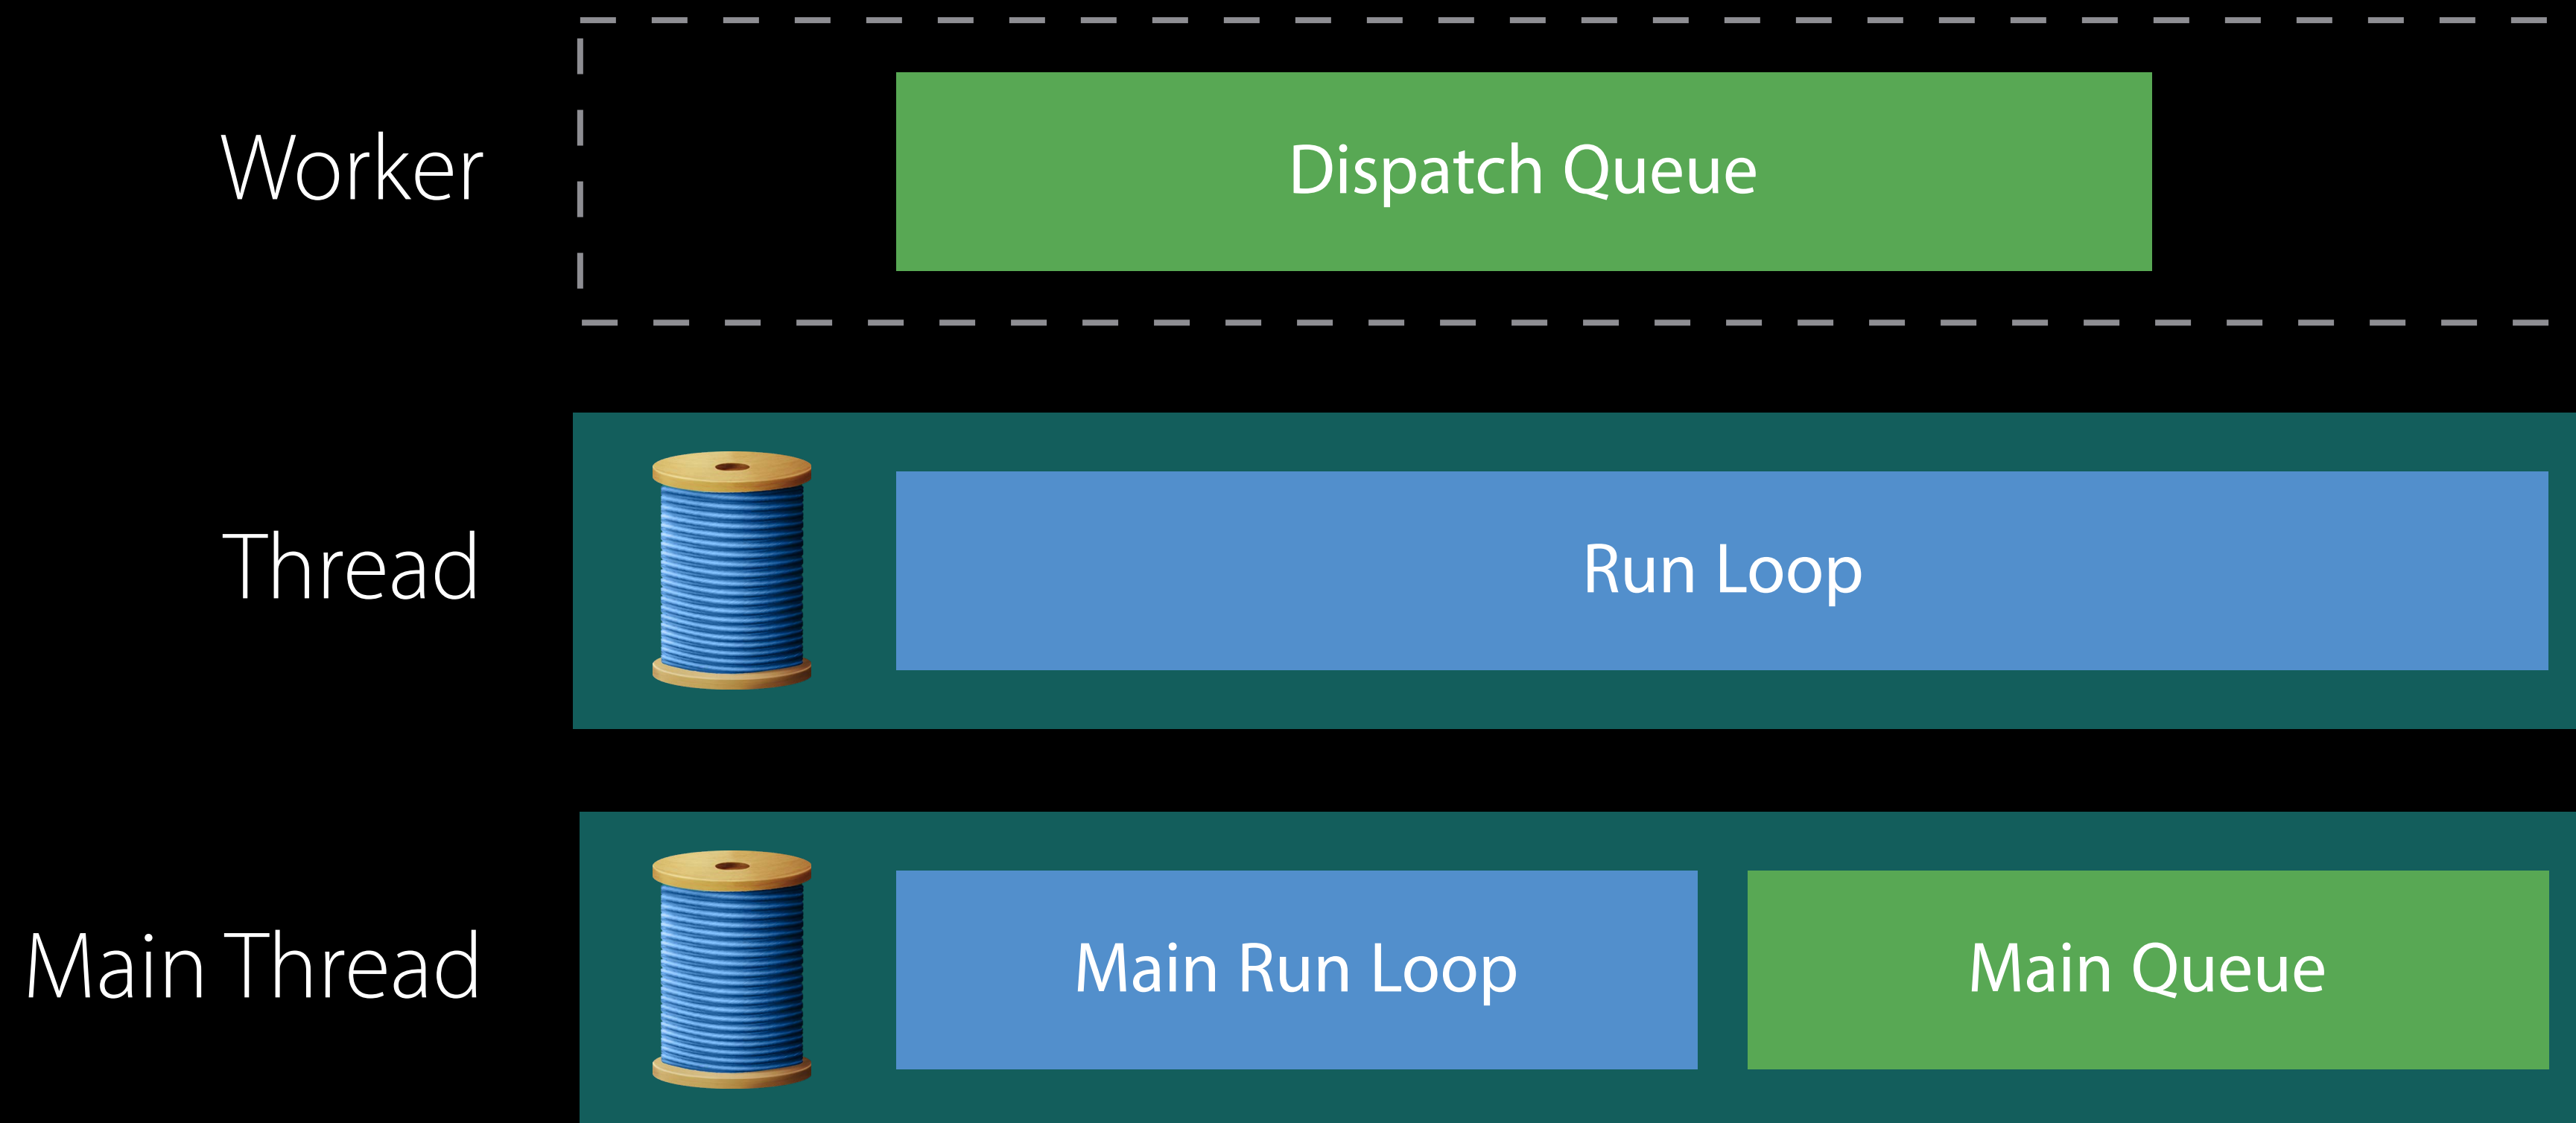 Worker
Dispatch Queue
Thread
Run Loop
Main Thread
Main Run Loop
Main Queue